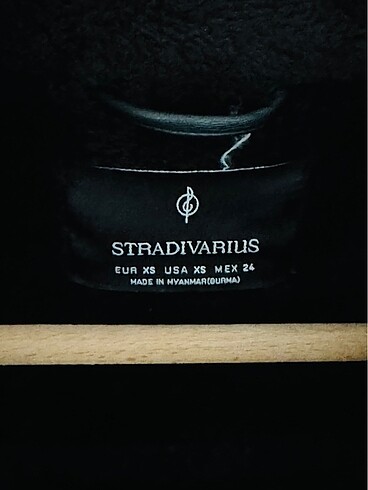 STRADIVARIUS
EUR XS USA XS MEX 24
MADE IN MYANMAR(BURMA)